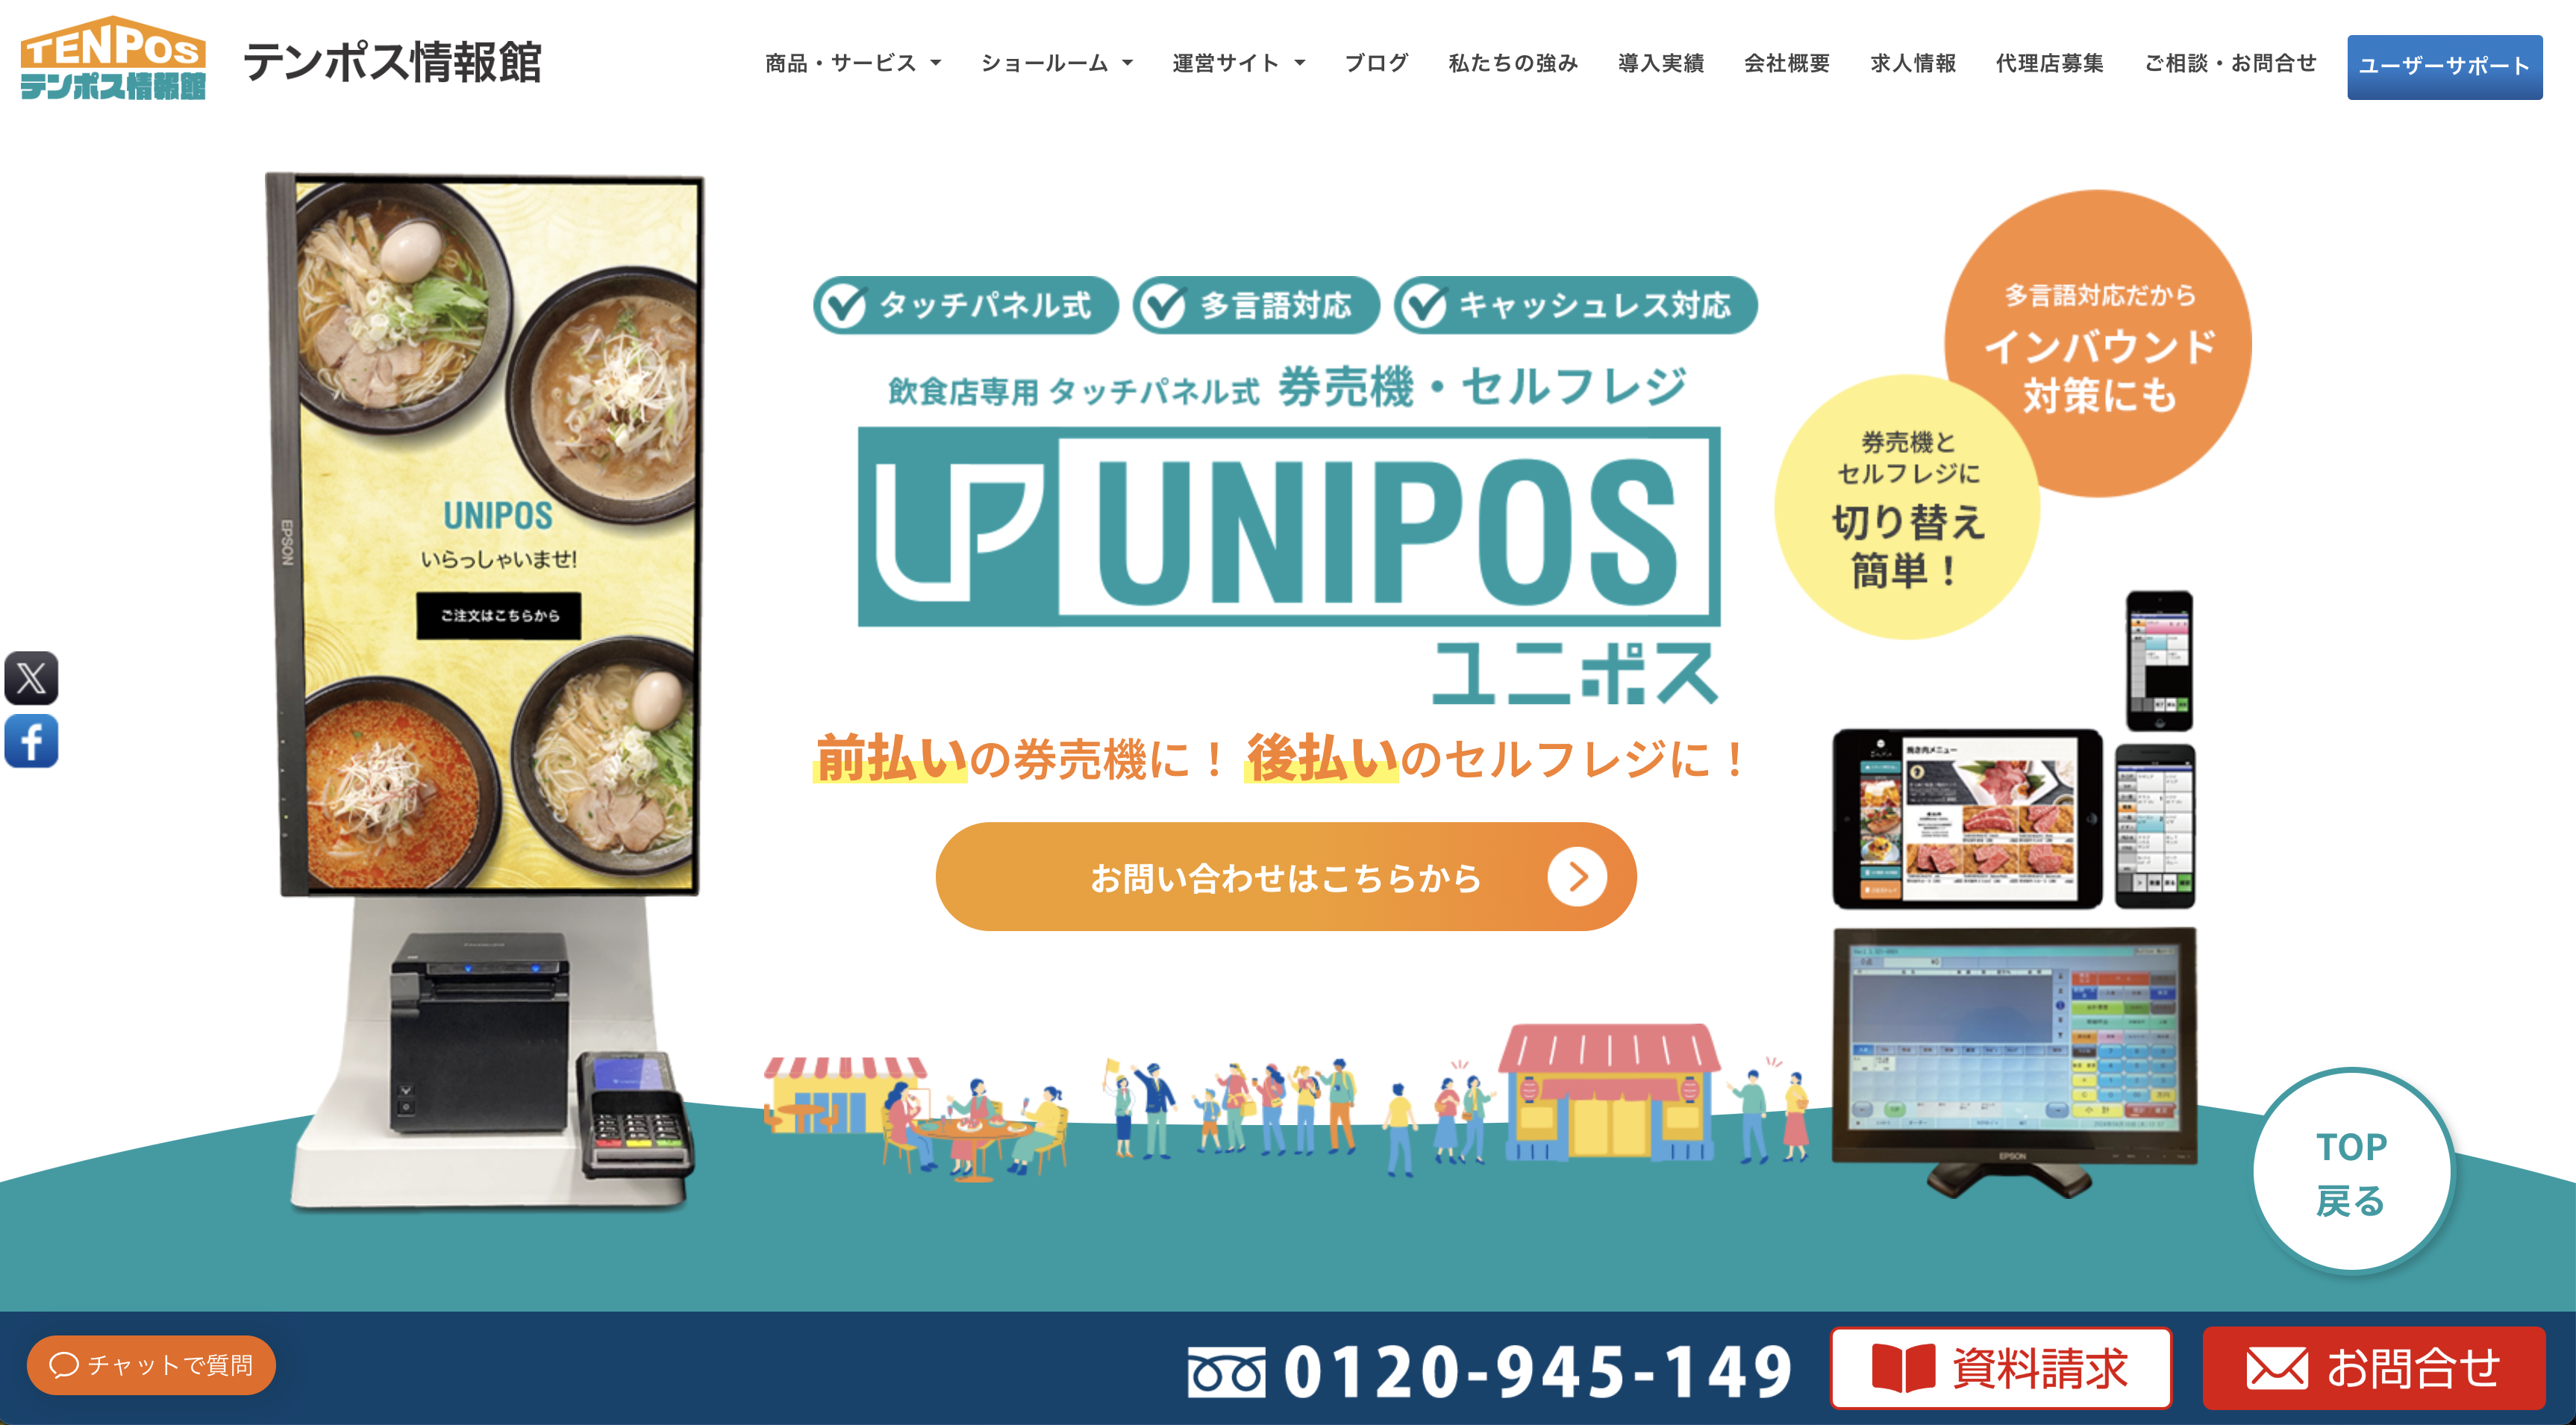 TENPOS
テンポス情報館
テンポス情報館
商品・サービス
ショールーム
運営サイト
ブログ
私たちの強み
導入実績
会社概要
求人情報
代理店募集
ご相談・お問合せ
ユーザーサポート
EPSON
UNIPOS
いらっしゃいませ!
ご注文はこちらから
タッチパネル式
多言語対応
キャッシュレス対応
飲食店専用 タッチパネル式 券売機・セルフレジ
UNIPOS
ユニポス
前払いの券売機に！ 後払いのセルフレジに！
お問い合わせはこちらから
多言語対応だから
インバウンド
対策にも
券売機と
セルフレジに
切り替え
簡単！
焼き肉メニュー
EPSON
TOP
戻る
チャットで質問
0120-945-149
資料請求
お問合せ